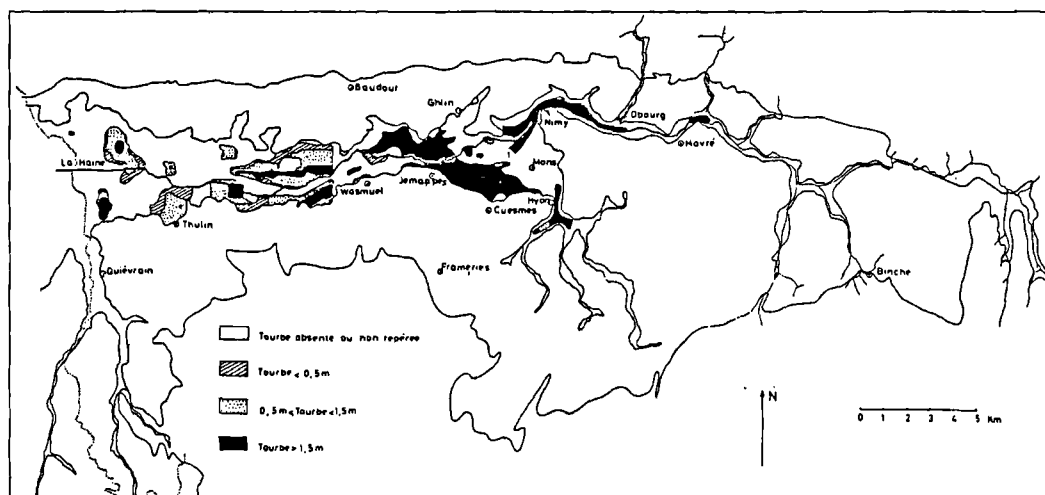 Baudour
Ghlin
Obourg
Nimy
Havré
La Haine
Mons
Wasmuel
Jemappes
Hyon
Cuesmes
Thulin
Quiévrain
Frameries
Binche
Tourbe absente ou non repérée
Tourbe < 0,5m
0,5m < Tourbe < 1,5m
Tourbe > 1,5m
N
0 1 2 3 4 5 Km